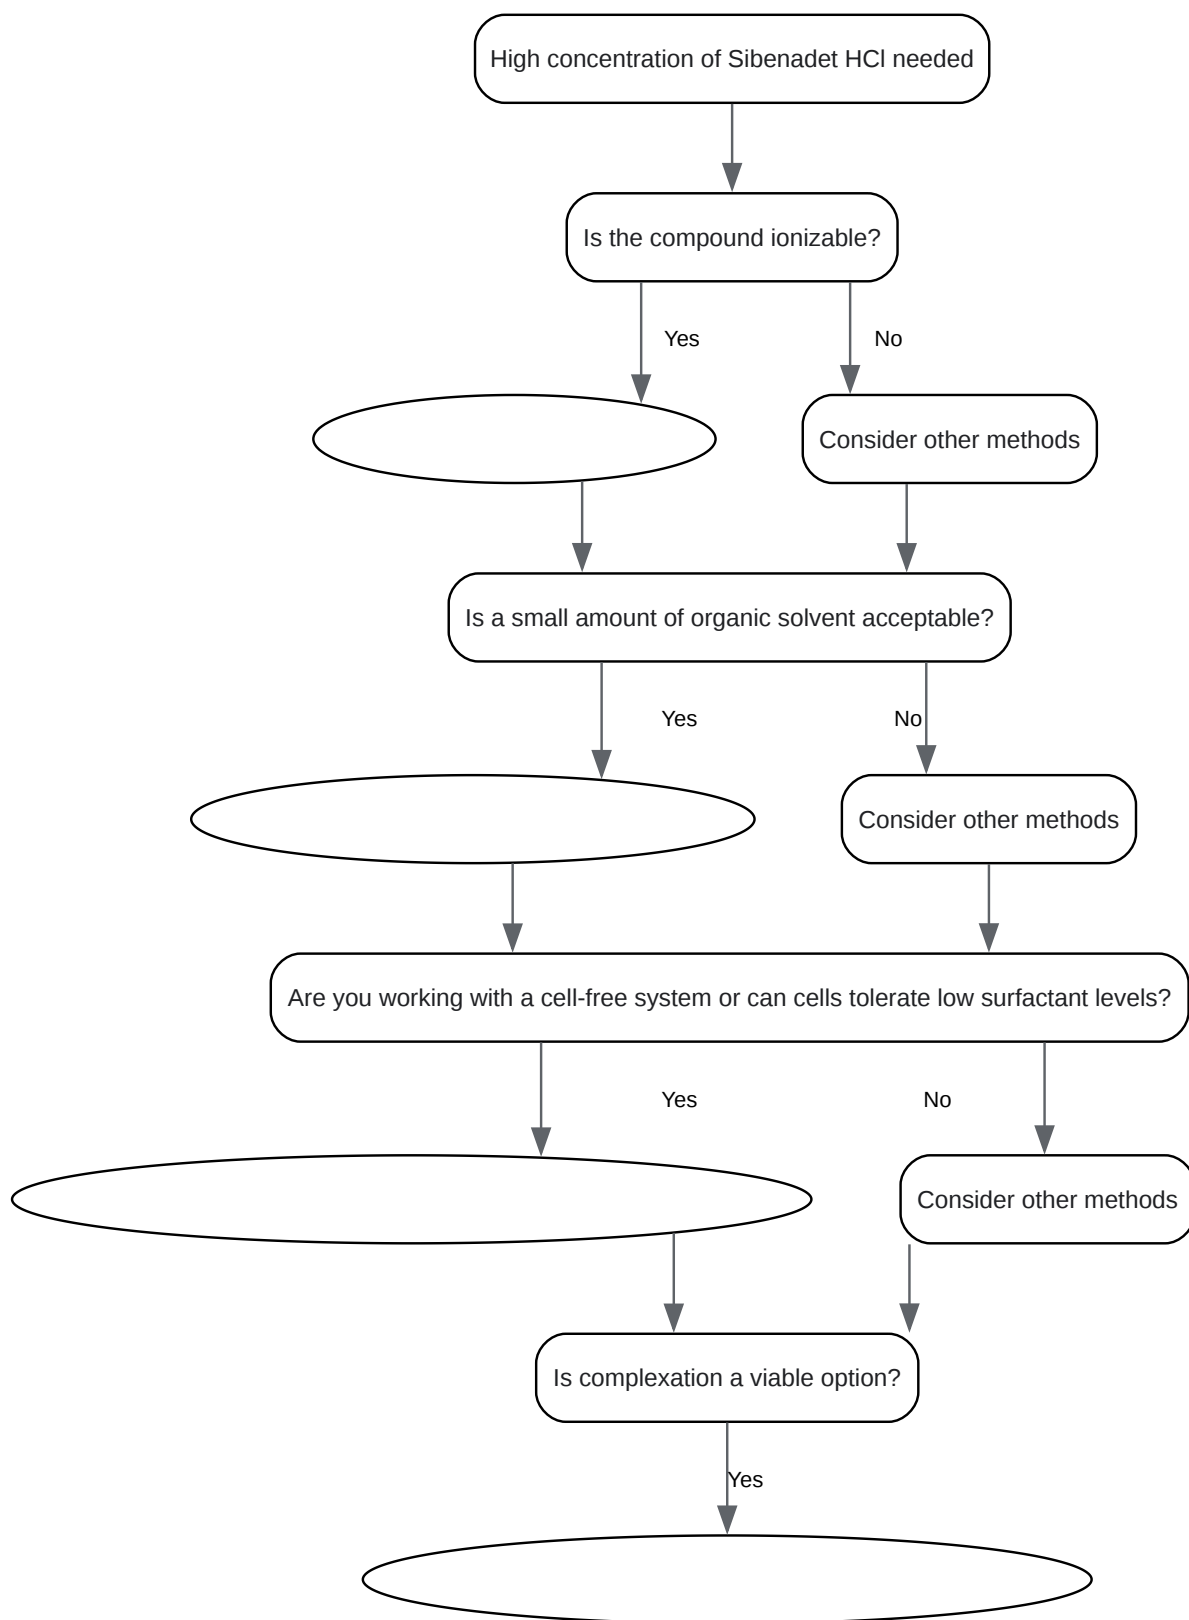 High concentration of Sibenadet HCl needed
Is the compound ionizable?
Yes
No
Consider other methods
Is a small amount of organic solvent acceptable?
Yes
No
Consider other methods
Are you working with a cell-free system or can cells tolerate low surfactant levels?
Yes
No
Consider other methods
Is complexation a viable option?
Yes